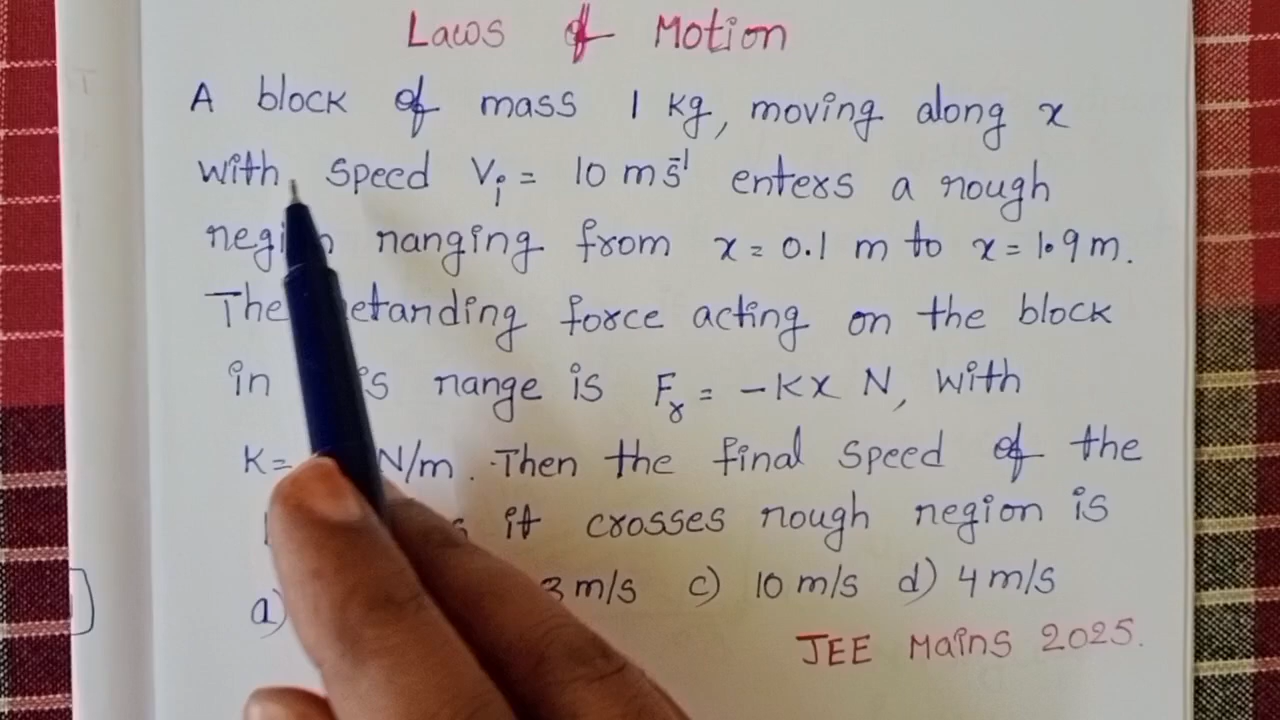 Laws of Motion
A block of mass 1 kg, moving along x
with speed Vi = 10 ms⁻¹ enters a rough
region ranging from x = 0.1 m to x = 1.9 m.
The retarding force acting on the block
in range is Fr = -Kx N, with
K= N/m. Then the final speed of the
it crosses rough region is
a) 3 m/s c) 10 m/s d) 4 m/s
JEE Mains 2025.